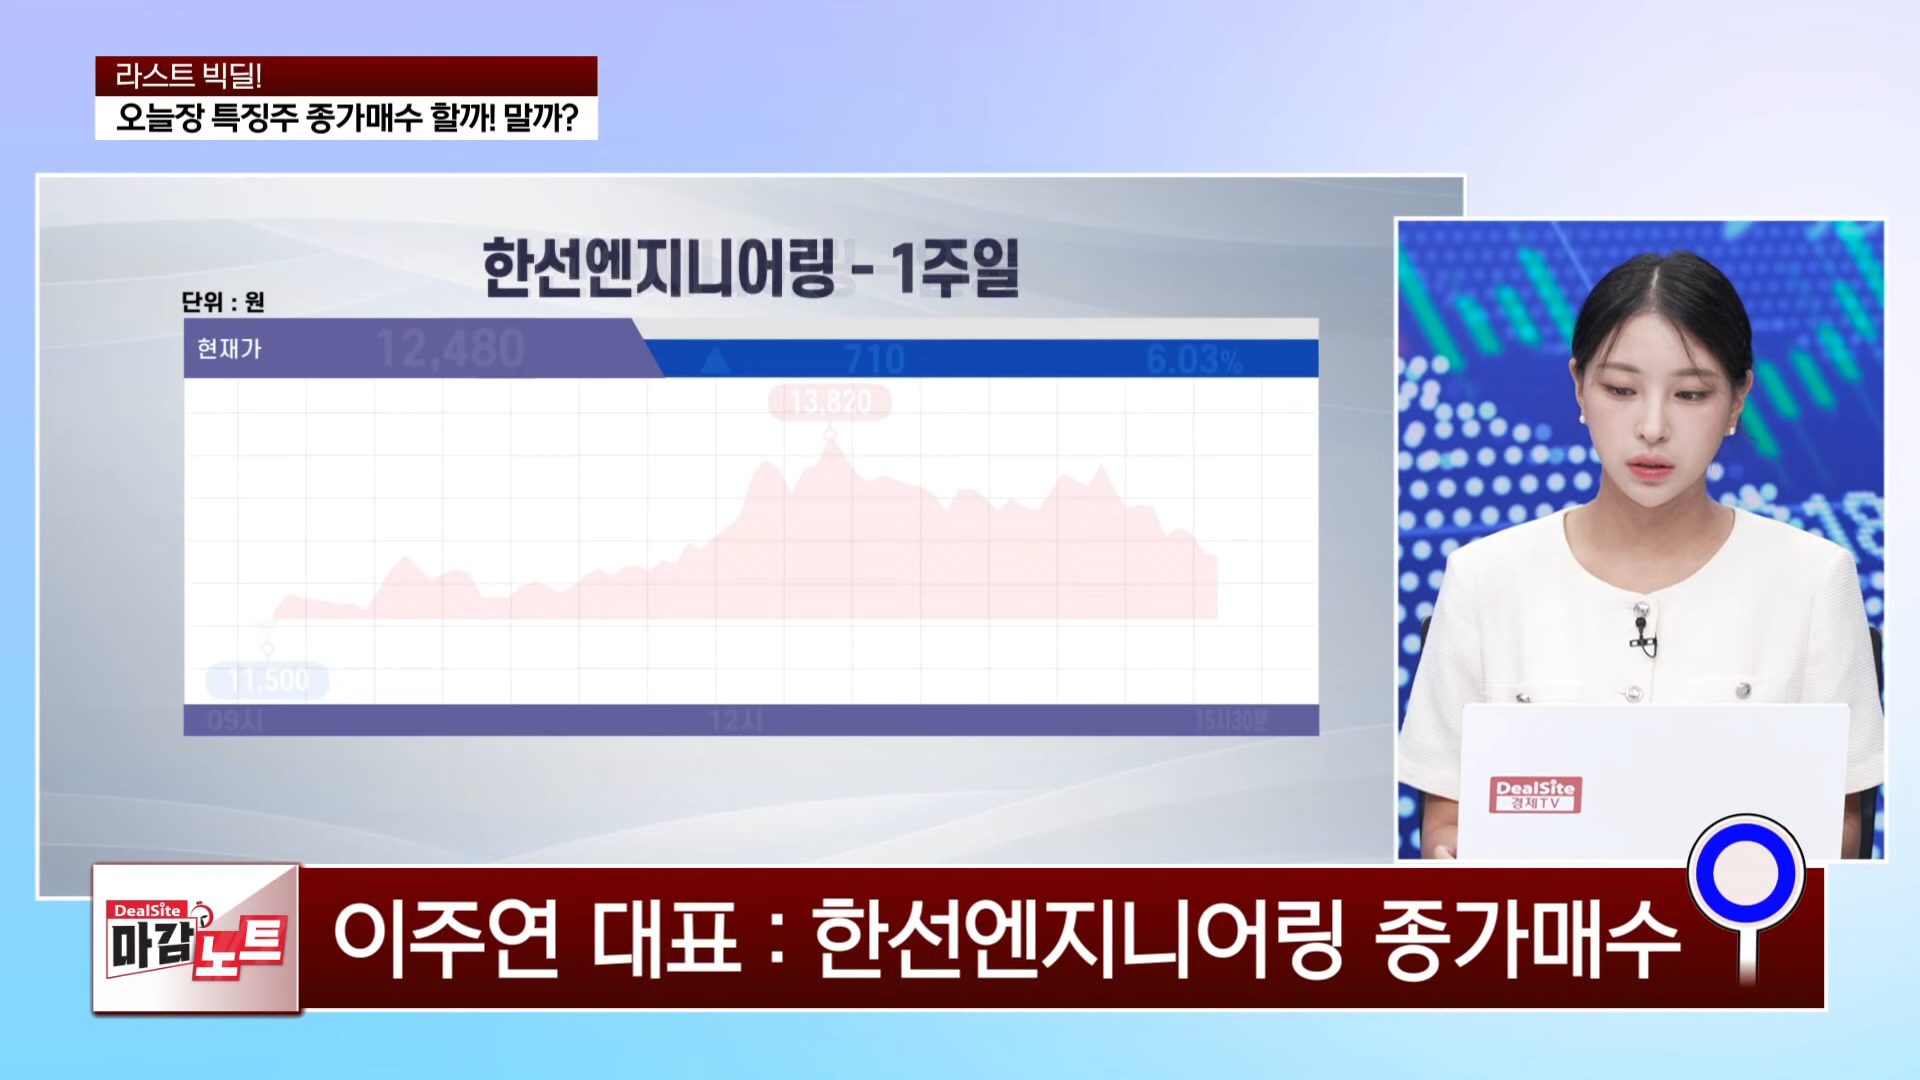 라스트 빅딜!
오늘장 특징주 종가매수 할까! 말까?
한선엔지니어링 - 1주일
단위 : 원
현재가 12,480 ▲ 710 6.03%
13,820
11,500
09시 12시 15시30분
DealSite
경제TV
DealSite
마감노트
이주연 대표 : 한선엔지니어링 종가매수